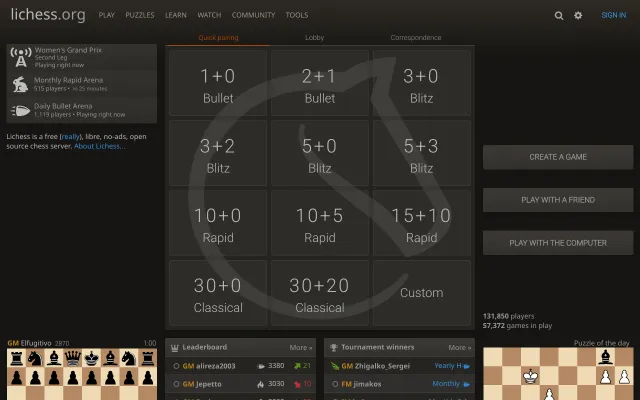 lichess.org PLAY PUZZLES LEARN WATCH COMMUNITY TOOLS SIGN IN
Women's Grand Prix
Second Leg
Playing right now
Monthly Rapid Arena
515 players • in 25 minutes
Daily Bullet Arena
1,119 players • Playing right now
Lichess is a free (really), libre, no-ads, open
source chess server. About Lichess...
Quick pairing Lobby Correspondence
1+0 2+1 3+0
Bullet Bullet Blitz
3+2 5+0 5+3
Blitz Blitz Blitz
10+0 10+5 15+10
Rapid Rapid Rapid
30+0 30+20 Custom
Classical Classical
CREATE A GAME
PLAY WITH A FRIEND
PLAY WITH THE COMPUTER
131,850 players
57,372 games in play
GM Elfugitivo 2870 1:00
Leaderboard More »
GM alireza2003 3380 21
GM Jepetto 3030 10
Tournament winners More »
GM Zhigalko_Sergei Yearly H
FM jimakos Monthly
Puzzle of the day